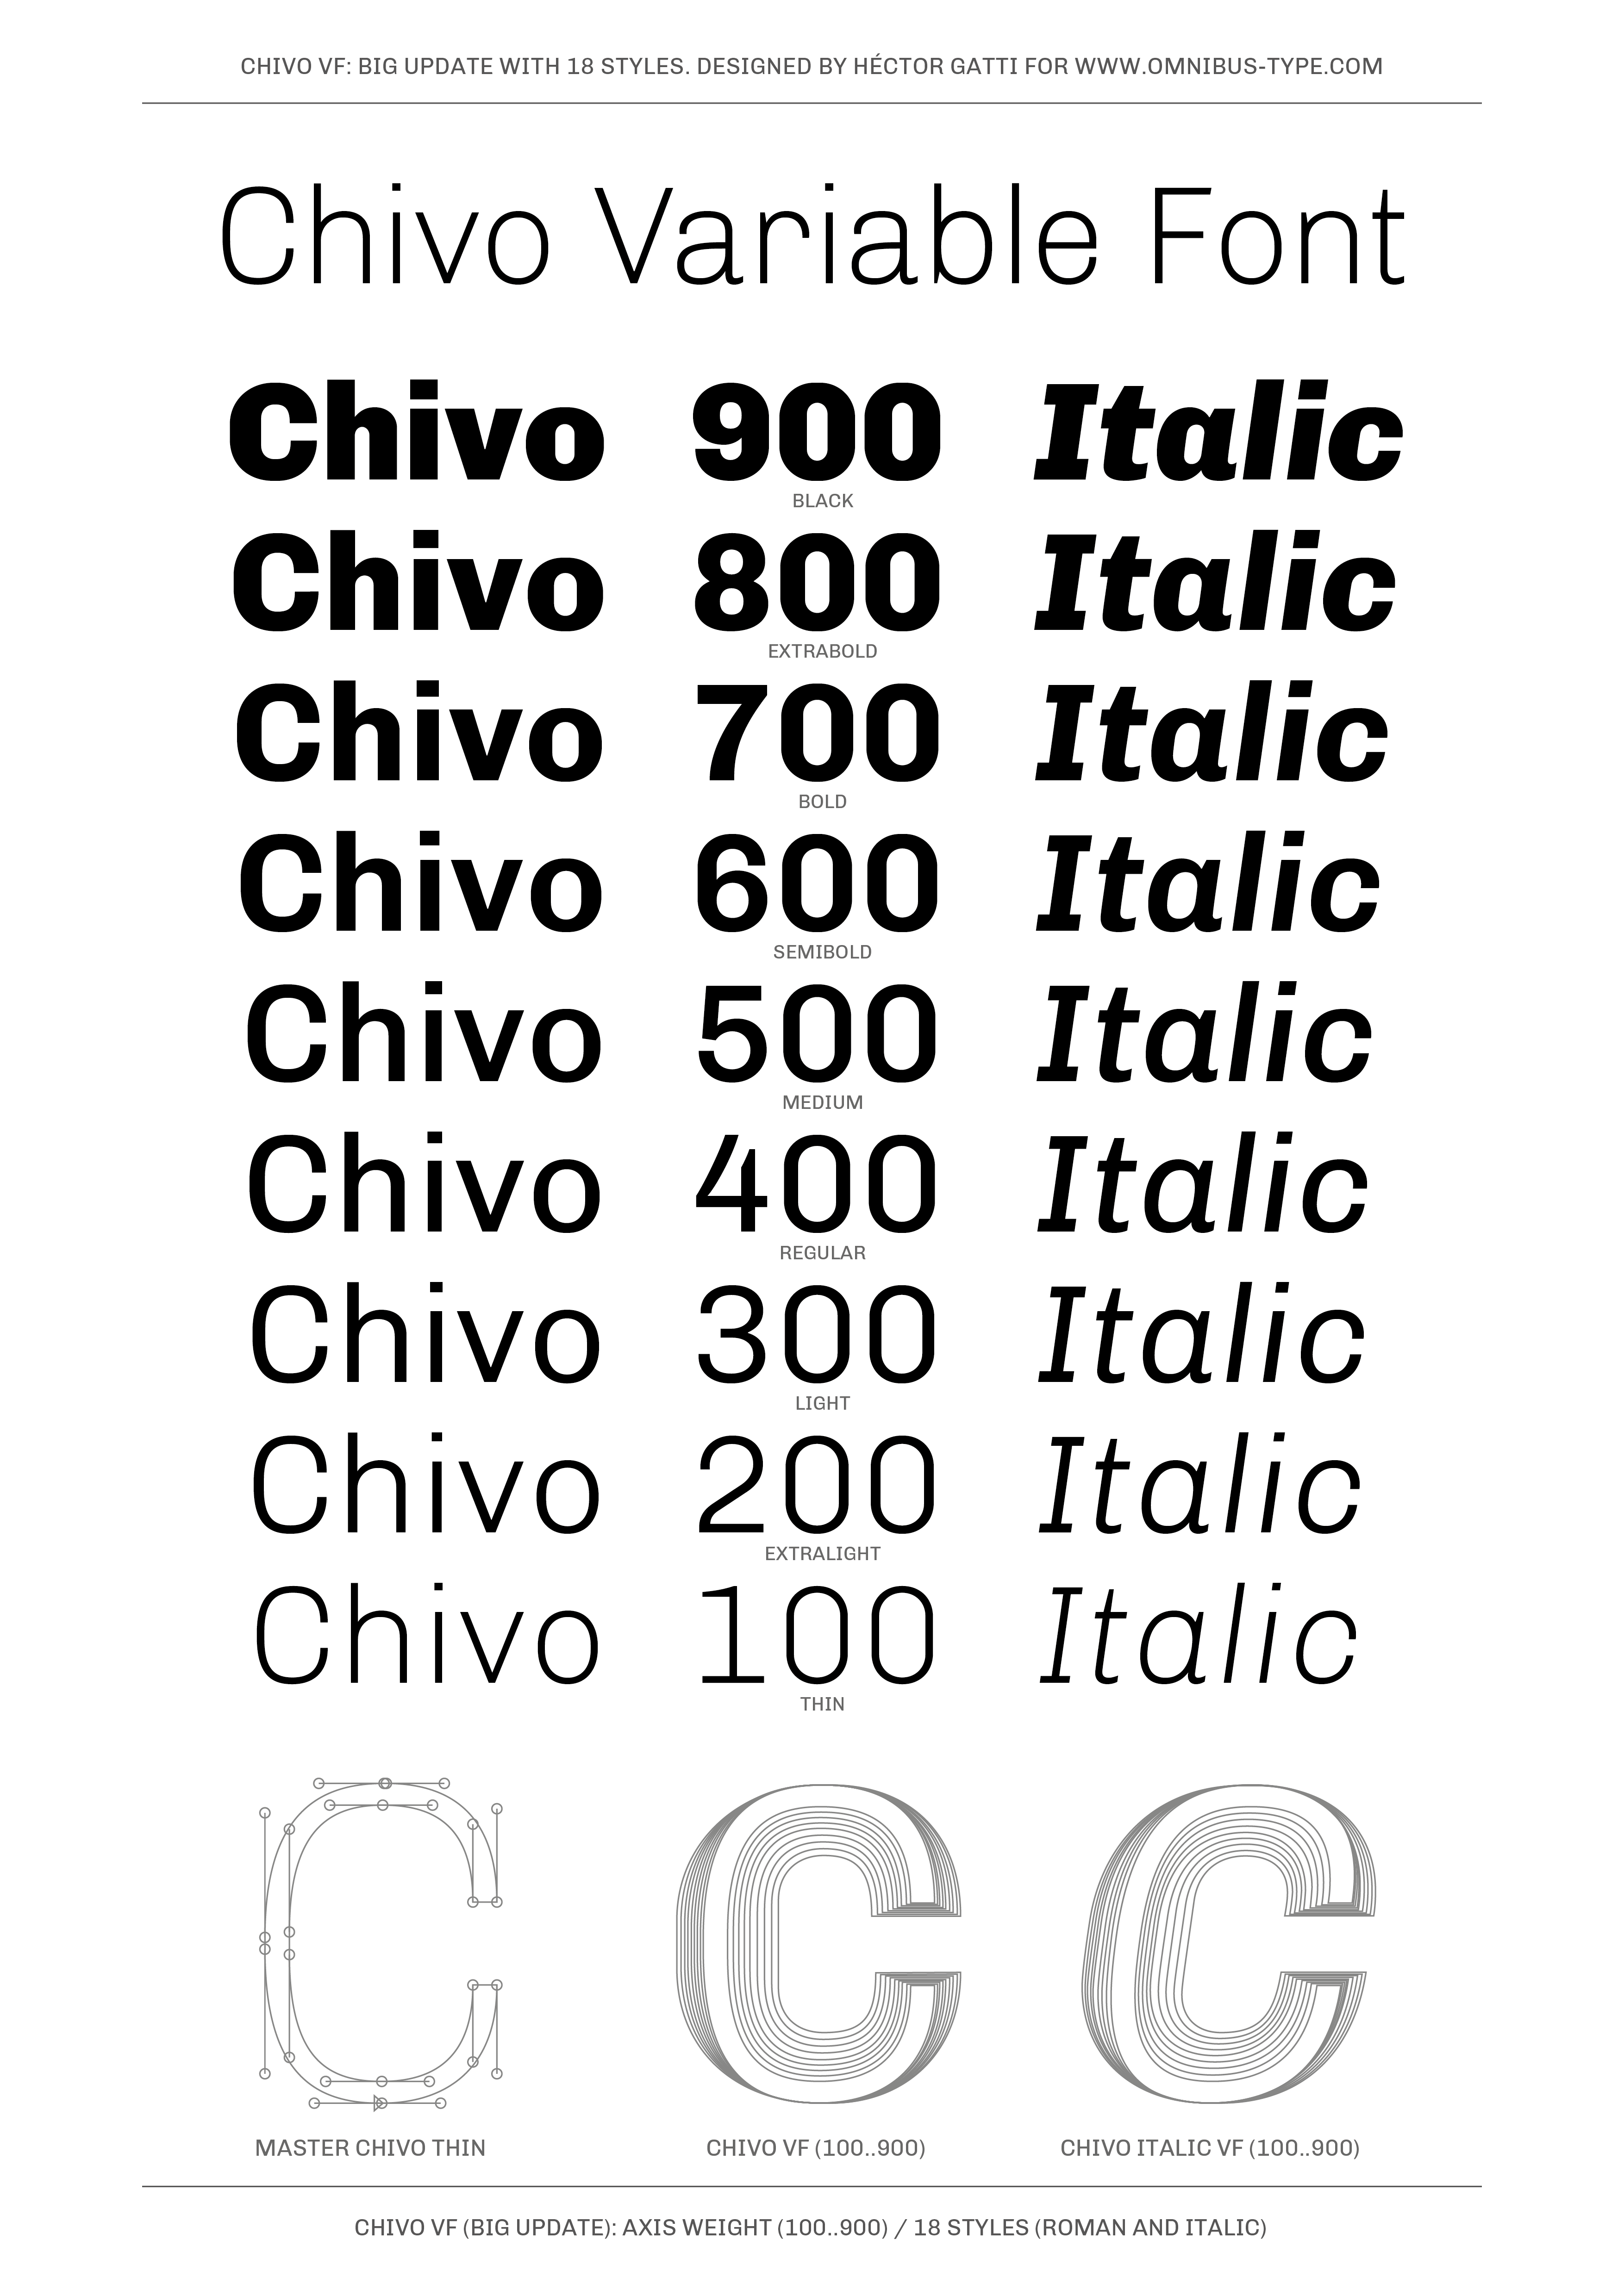 CHIVO VF: BIG UPDATE WITH 18 STYLES. DESIGNED BY HÉCTOR GATTI FOR WWW.OMNIBUS-TYPE.COM
Chivo Variable Font
Chivo 900 Italic
BLACK
Chivo 800 Italic
EXTRABOLD
Chivo 700 Italic
BOLD
Chivo 600 Italic
SEMIBOLD
Chivo 500 Italic
MEDIUM
Chivo 400 Italic
REGULAR
Chivo 300 Italic
LIGHT
Chivo 200 Italic
EXTRALIGHT
Chivo 100 Italic
THIN
C C C
MASTER CHIVO THIN CHIVO VF (100..900) CHIVO ITALIC VF (100..900)
CHIVO VF (BIG UPDATE): AXIS WEIGHT (100..900) / 18 STYLES (ROMAN AND ITALIC)